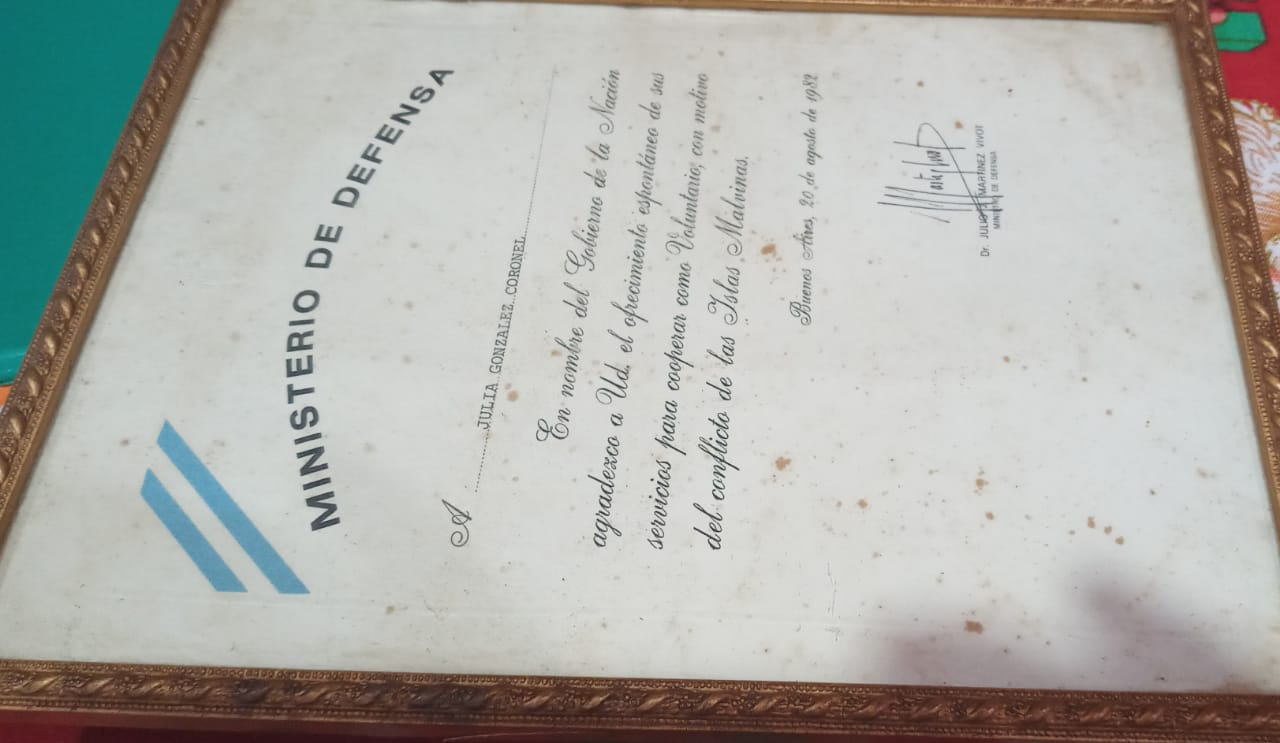 MINISTERIO DE DEFENSA
A JULIA GONZALEZ CORONEL
En nombre del Gobierno de la Nación
agradezco a Ud. el ofrecimiento espontáneo de sus
servicios para cooperar como Voluntario, con motivo
del conflicto de las Islas Malvinas.
Buenos Aires, 20 de agosto de 1982
Dr. JULIO J. MARTINEZ VIVOT
MINISTRO DE DEFENSA